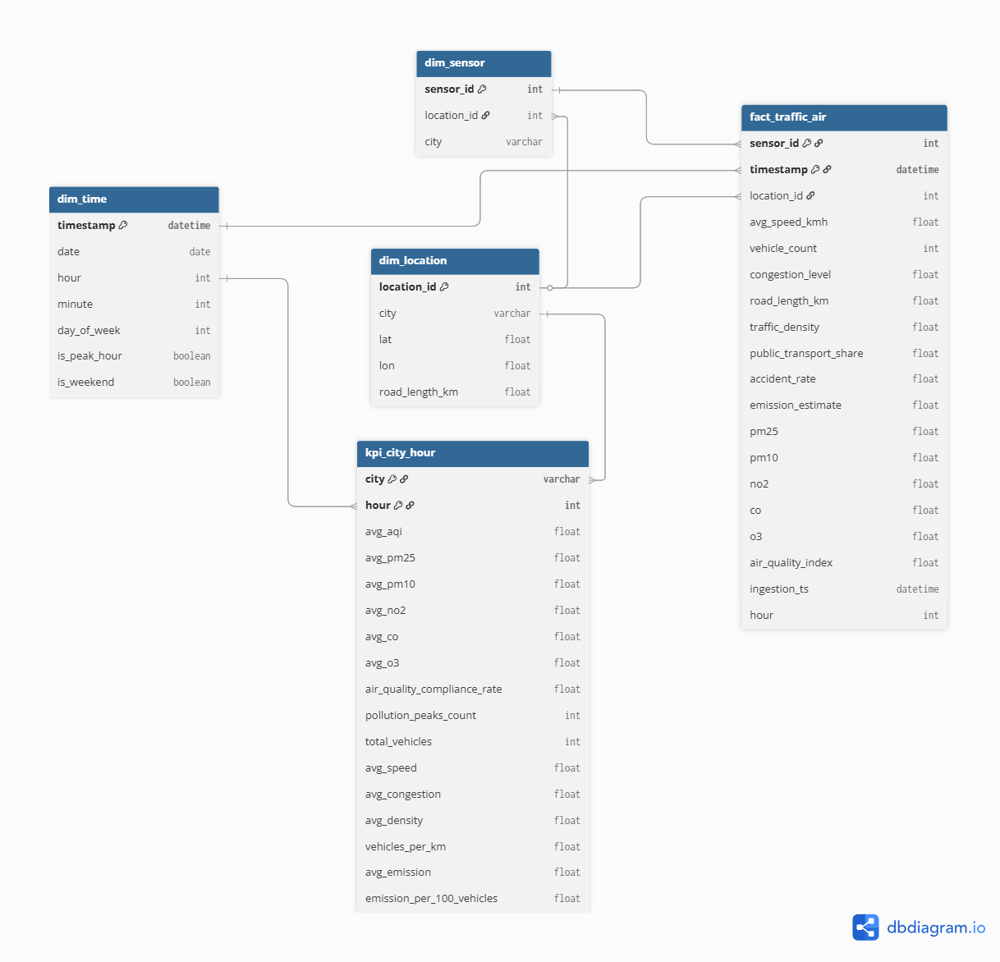 dim_sensor
sensor_id int
location_id int
city varchar
fact_traffic_air
sensor_id int
timestamp datetime
location_id int
avg_speed_kmh float
vehicle_count int
congestion_level float
road_length_km float
traffic_density float
public_transport_share float
accident_rate float
emission_estimate float
pm25 float
pm10 float
no2 float
co float
o3 float
air_quality_index float
ingestion_ts datetime
hour int
dim_time
timestamp datetime
date date
hour int
minute int
day_of_week int
is_peak_hour boolean
is_weekend boolean
dim_location
location_id int
city varchar
lat float
lon float
road_length_km float
kpi_city_hour
city varchar
hour int
avg_aqi float
avg_pm25 float
avg_pm10 float
avg_no2 float
avg_co float
avg_o3 float
air_quality_compliance_rate float
pollution_peaks_count int
total_vehicles int
avg_speed float
avg_congestion float
avg_density float
vehicles_per_km float
avg_emission float
emission_per_100_vehicles float
dbdiagram.io